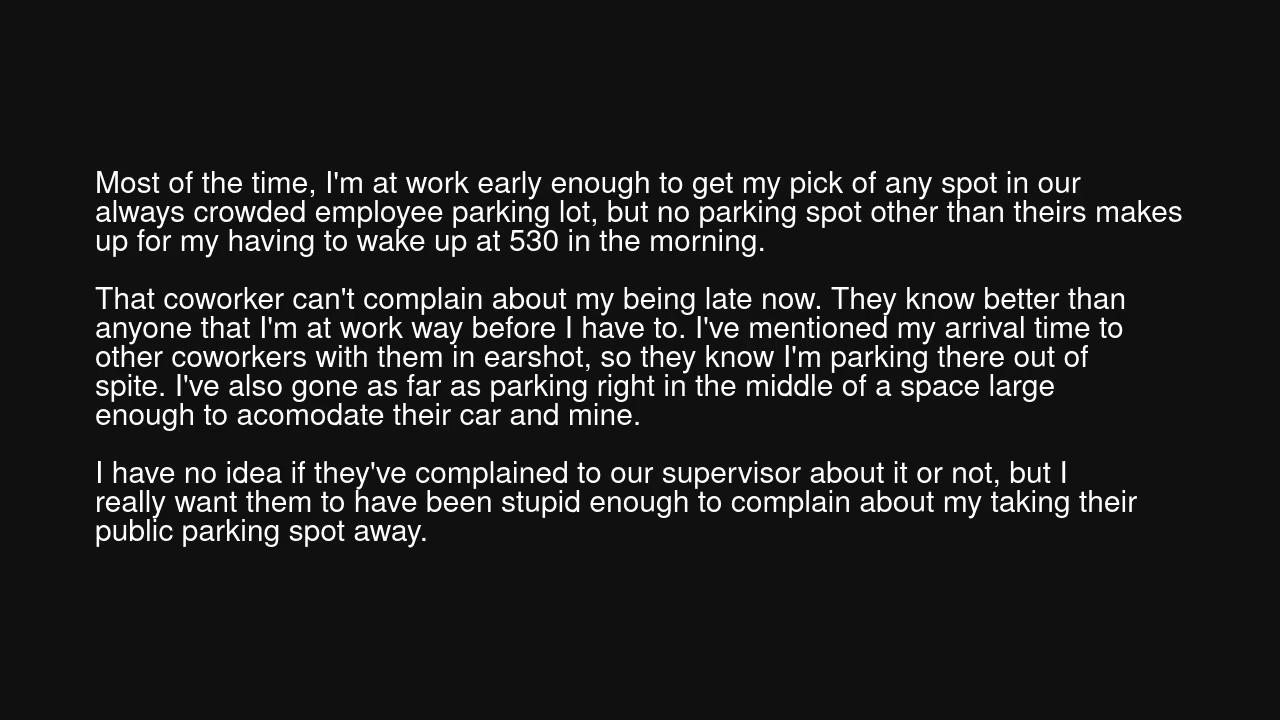 Most of the time, I'm at work early enough to get my pick of any spot in our
always crowded employee parking lot, but no parking spot other than theirs makes
up for my having to wake up at 530 in the morning.
That coworker can't complain about my being late now. They know better than
anyone that I'm at work way before I have to. I've mentioned my arrival time to
other coworkers with them in earshot, so they know I'm parking there out of
spite. I've also gone as far as parking right in the middle of a space large
enough to acomodate their car and mine.
I have no idea if they've complained to our supervisor about it or not, but I
really want them to have been stupid enough to complain about my taking their
public parking spot away.